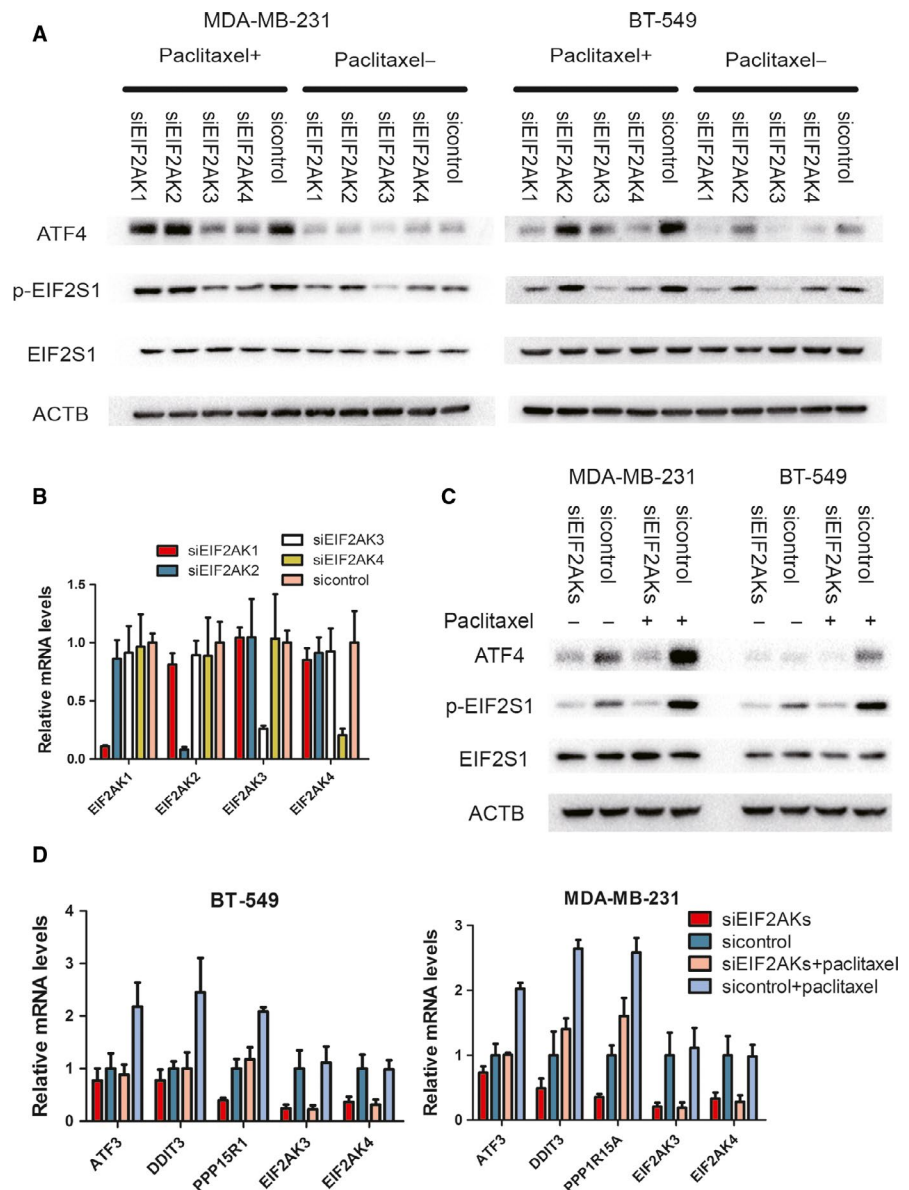 A
MDA-MB-231 BT-549
Paclitaxel+ Paclitaxel– Paclitaxel+ Paclitaxel–
siEIF2AK1 siEIF2AK2 siEIF2AK3 siEIF2AK4 sicontrol siEIF2AK1 siEIF2AK2 siEIF2AK3 siEIF2AK4 sicontrol siEIF2AK1 siEIF2AK2 siEIF2AK3 siEIF2AK4 sicontrol siEIF2AK1 siEIF2AK2 siEIF2AK3 siEIF2AK4 sicontrol
ATF4
p-EIF2S1
EIF2S1
ACTB
B
siEIF2AK1
siEIF2AK2
siEIF2AK3
siEIF2AK4
sicontrol
Relative mRNA levels
1.5
1.0
0.5
0.0
EIF2AK1 EIF2AK2 EIF2AK3 EIF2AK4
C
MDA-MB-231 BT-549
siEIF2AKs sicontrol siEIF2AKs sicontrol siEIF2AKs sicontrol siEIF2AKs sicontrol
Paclitaxel – – + + – – + +
ATF4
p-EIF2S1
EIF2S1
ACTB
D
BT-549
Relative mRNA levels
4
3
2
1
0
ATF3 DDIT3 PPP15R1 EIF2AK3 EIF2AK4
MDA-MB-231
Relative mRNA levels
3
2
1
0
ATF3 DDIT3 PPP1R15A EIF2AK3 EIF2AK4
siEIF2AKs
sicontrol
siEIF2AKs+paclitaxel
sicontrol+paclitaxel